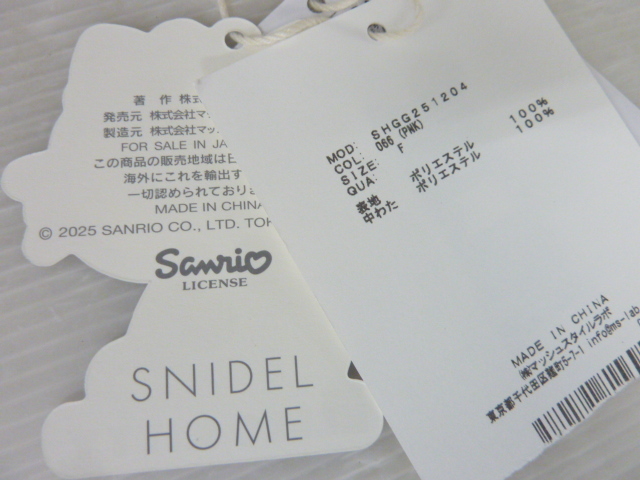 著 作 株式
発売元 株式会社マッ
製造元 株式会社マッシ
FOR SALE IN JA
この商品の販売地域は日
海外にこれを輸出す
一切認められており
MADE IN CHINA
© 2025 SANRIO CO., LTD. TOK
Sanrio
LICENSE
SNIDEL
HOME
MOD: SHGG251204
COL: 066 (PNK)
SIZE: F
QUA:
表地 ポリエステル 100%
中わた ポリエステル 100%
MADE IN CHINA
㈱マッシュスタイルラボ
東京都千代田区麹町5-7-1 info@ms-lab